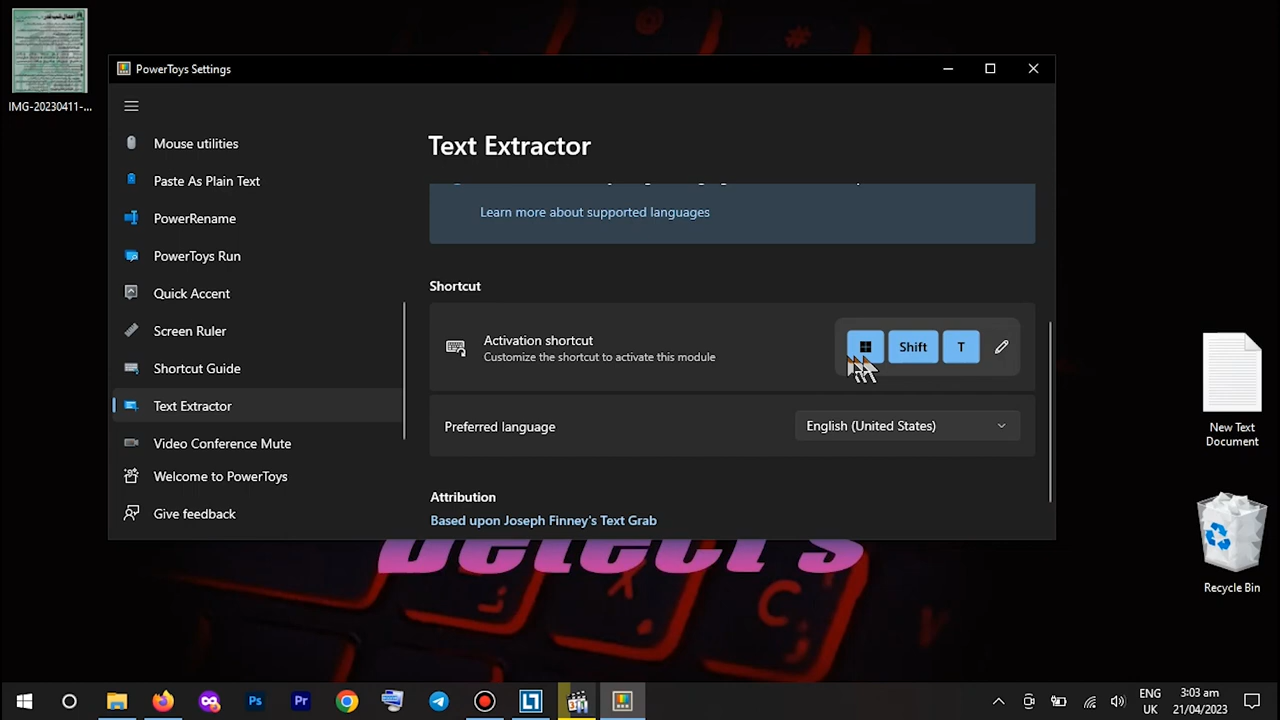 IMG-20230411-...
PowerToys Settings
Mouse utilities
Paste As Plain Text
PowerRename
PowerToys Run
Quick Accent
Screen Ruler
Shortcut Guide
Text Extractor
Video Conference Mute
Welcome to PowerToys
Give feedback
Text Extractor
Learn more about supported languages
Shortcut
Activation shortcut
Customize the shortcut to activate this module
Shift
T
Preferred language
English (United States)
Attribution
Based upon Joseph Finney's Text Grab
New Text
Document
Recycle Bin
Ps
Pr
ENG
UK
3:03 am
21/04/2023